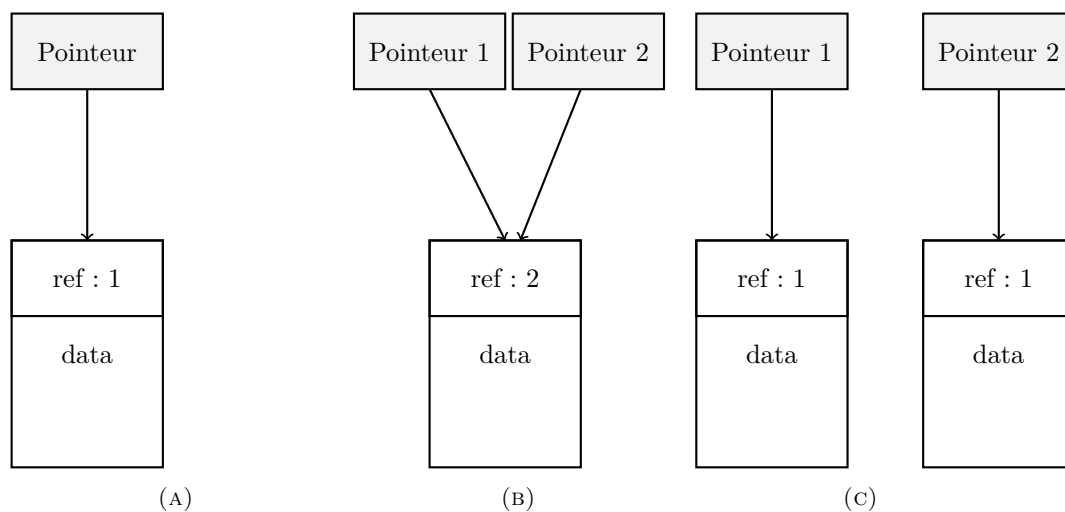 Pointeur
Pointeur 1
Pointeur 2
Pointeur 1
Pointeur 2
ref : 1
ref : 2
ref : 1
ref : 1
data
data
data
data
(A)
(B)
(C)